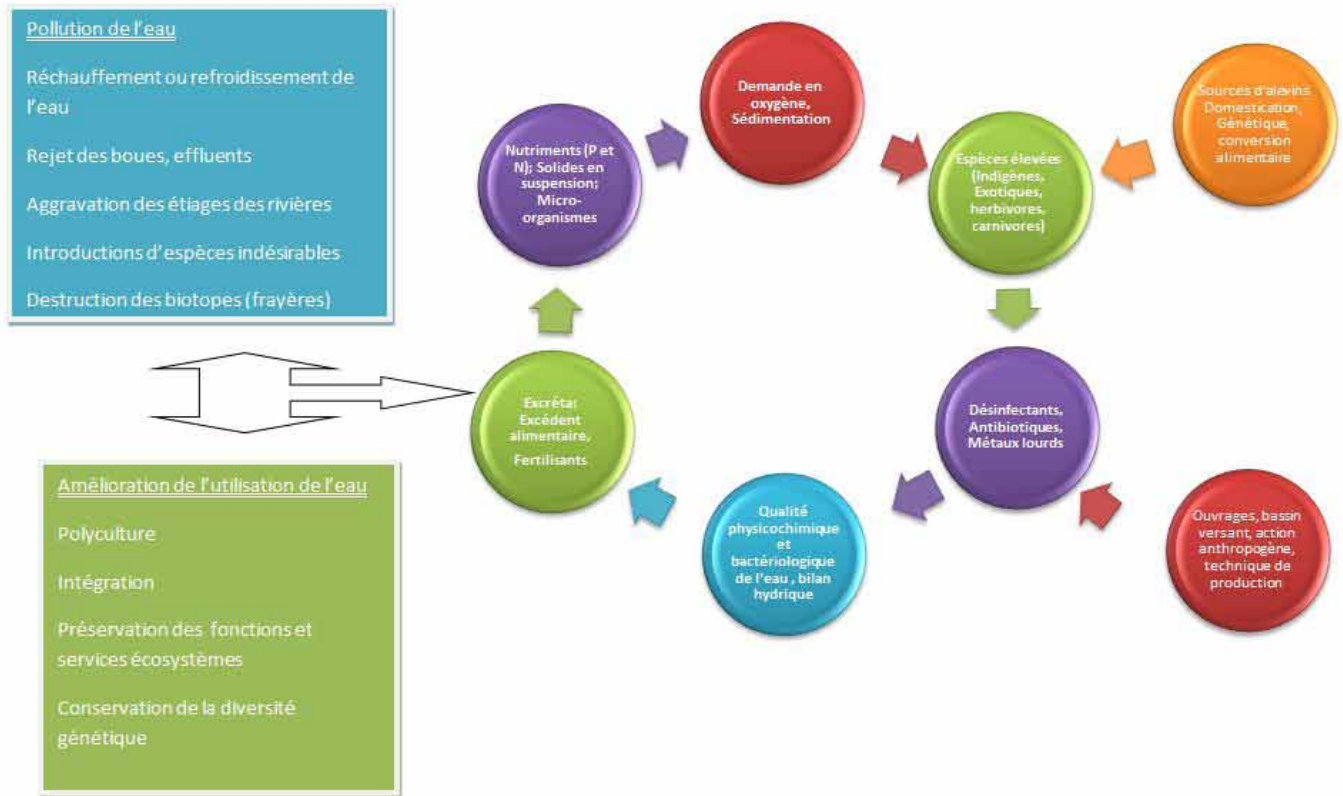 Pollution de l'eau
Réchauffement ou refroidissement de
l'eau
Rejet des boues, effluents
Aggravation des étiages des rivières
Introductions d'espèces indésirables
Destruction des biotopes (frayères)
Nutriments (P et
N); Solides en
suspension;
Micro-
organismes
Demande en
oxygène,
Sédimentation
Espèces élevées
(Indigènes,
Exotiques,
herbivores,
carnivores)
Sources d'alevins
Domestication,
Génétique,
conversion
alimentaire
Excréta:
Excédent
alimentaire,
Fertilisants
Désinfectants,
Antibiotiques,
Métaux lourds
Qualité
physicochimique
et
bactériologique
de l'eau , bilan
hydrique
Ouvrages, bassin
versant, action
anthropogène,
technique de
production
Amélioration de l'utilisation de l'eau
Polyculture
Intégration
Préservation des fonctions et
services écosystèmes
Conservation de la diversité
génétique